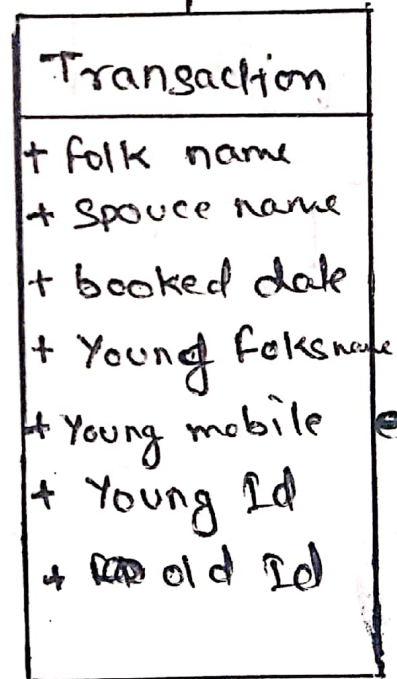 Transaction
+ folk name
+ Spouce name
+ booked date
+ Young foksname
+ Young mobile
+ Young Id
+ old Id